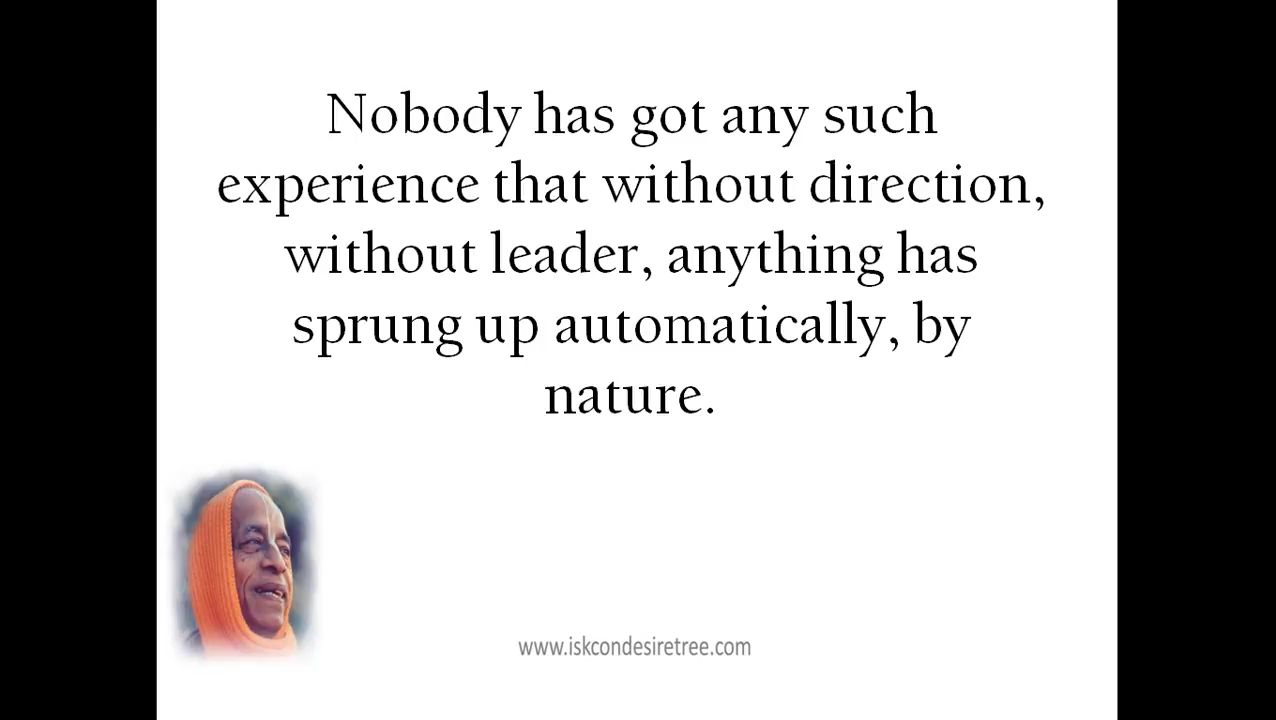 Nobody has got any such
experience that without direction,
without leader, anything has
sprung up automatically, by
nature.
www.iskcondesiretree.com